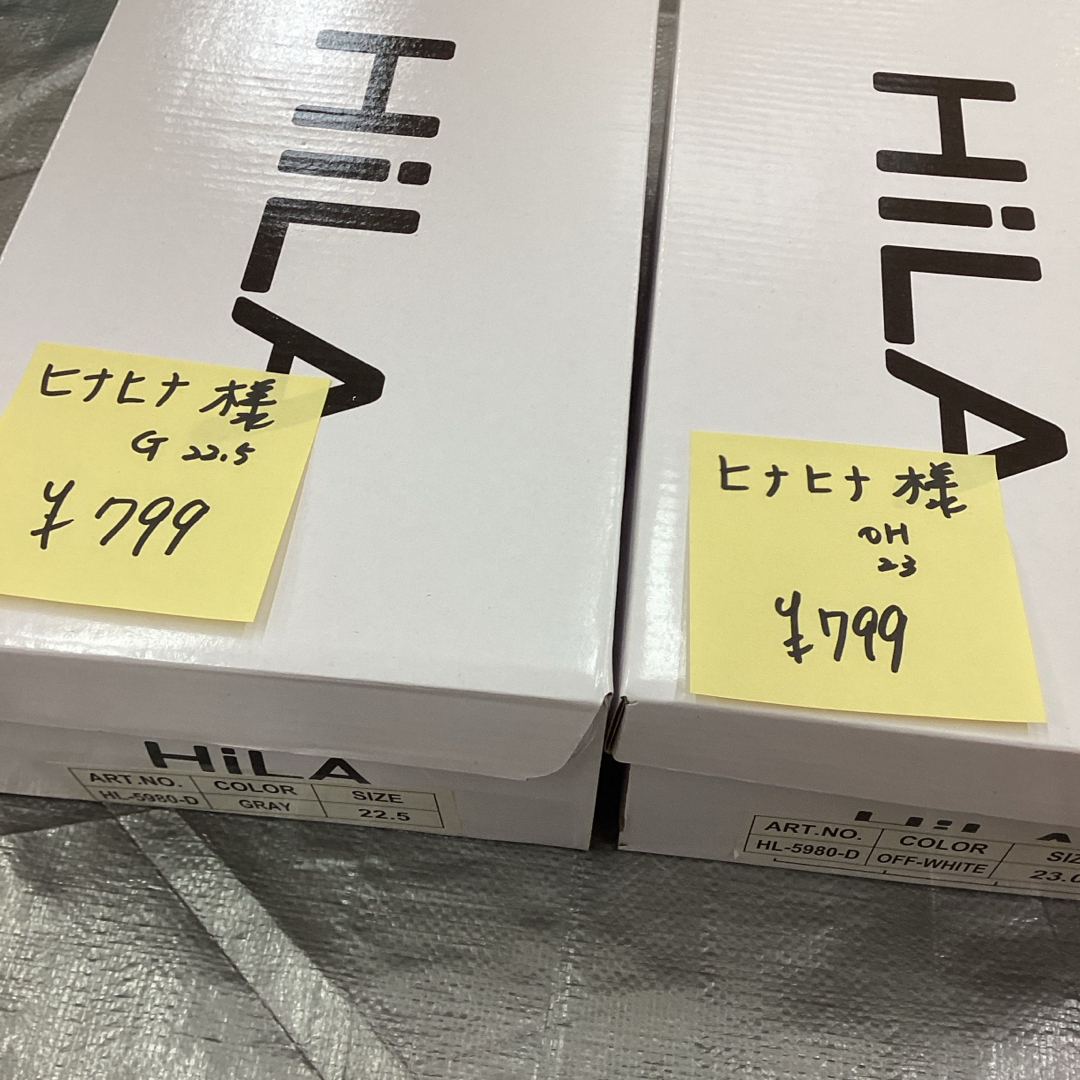 HiLA
ヒナヒナ 様
G 22.5
¥799
HiLA
ART.NO. COLOR SIZE
HL-5980-D GRAY 22.5
HiLA
ヒナヒナ 様
OH
23
¥799
ART.NO. COLOR
HL-5980-D OFF-WHITE